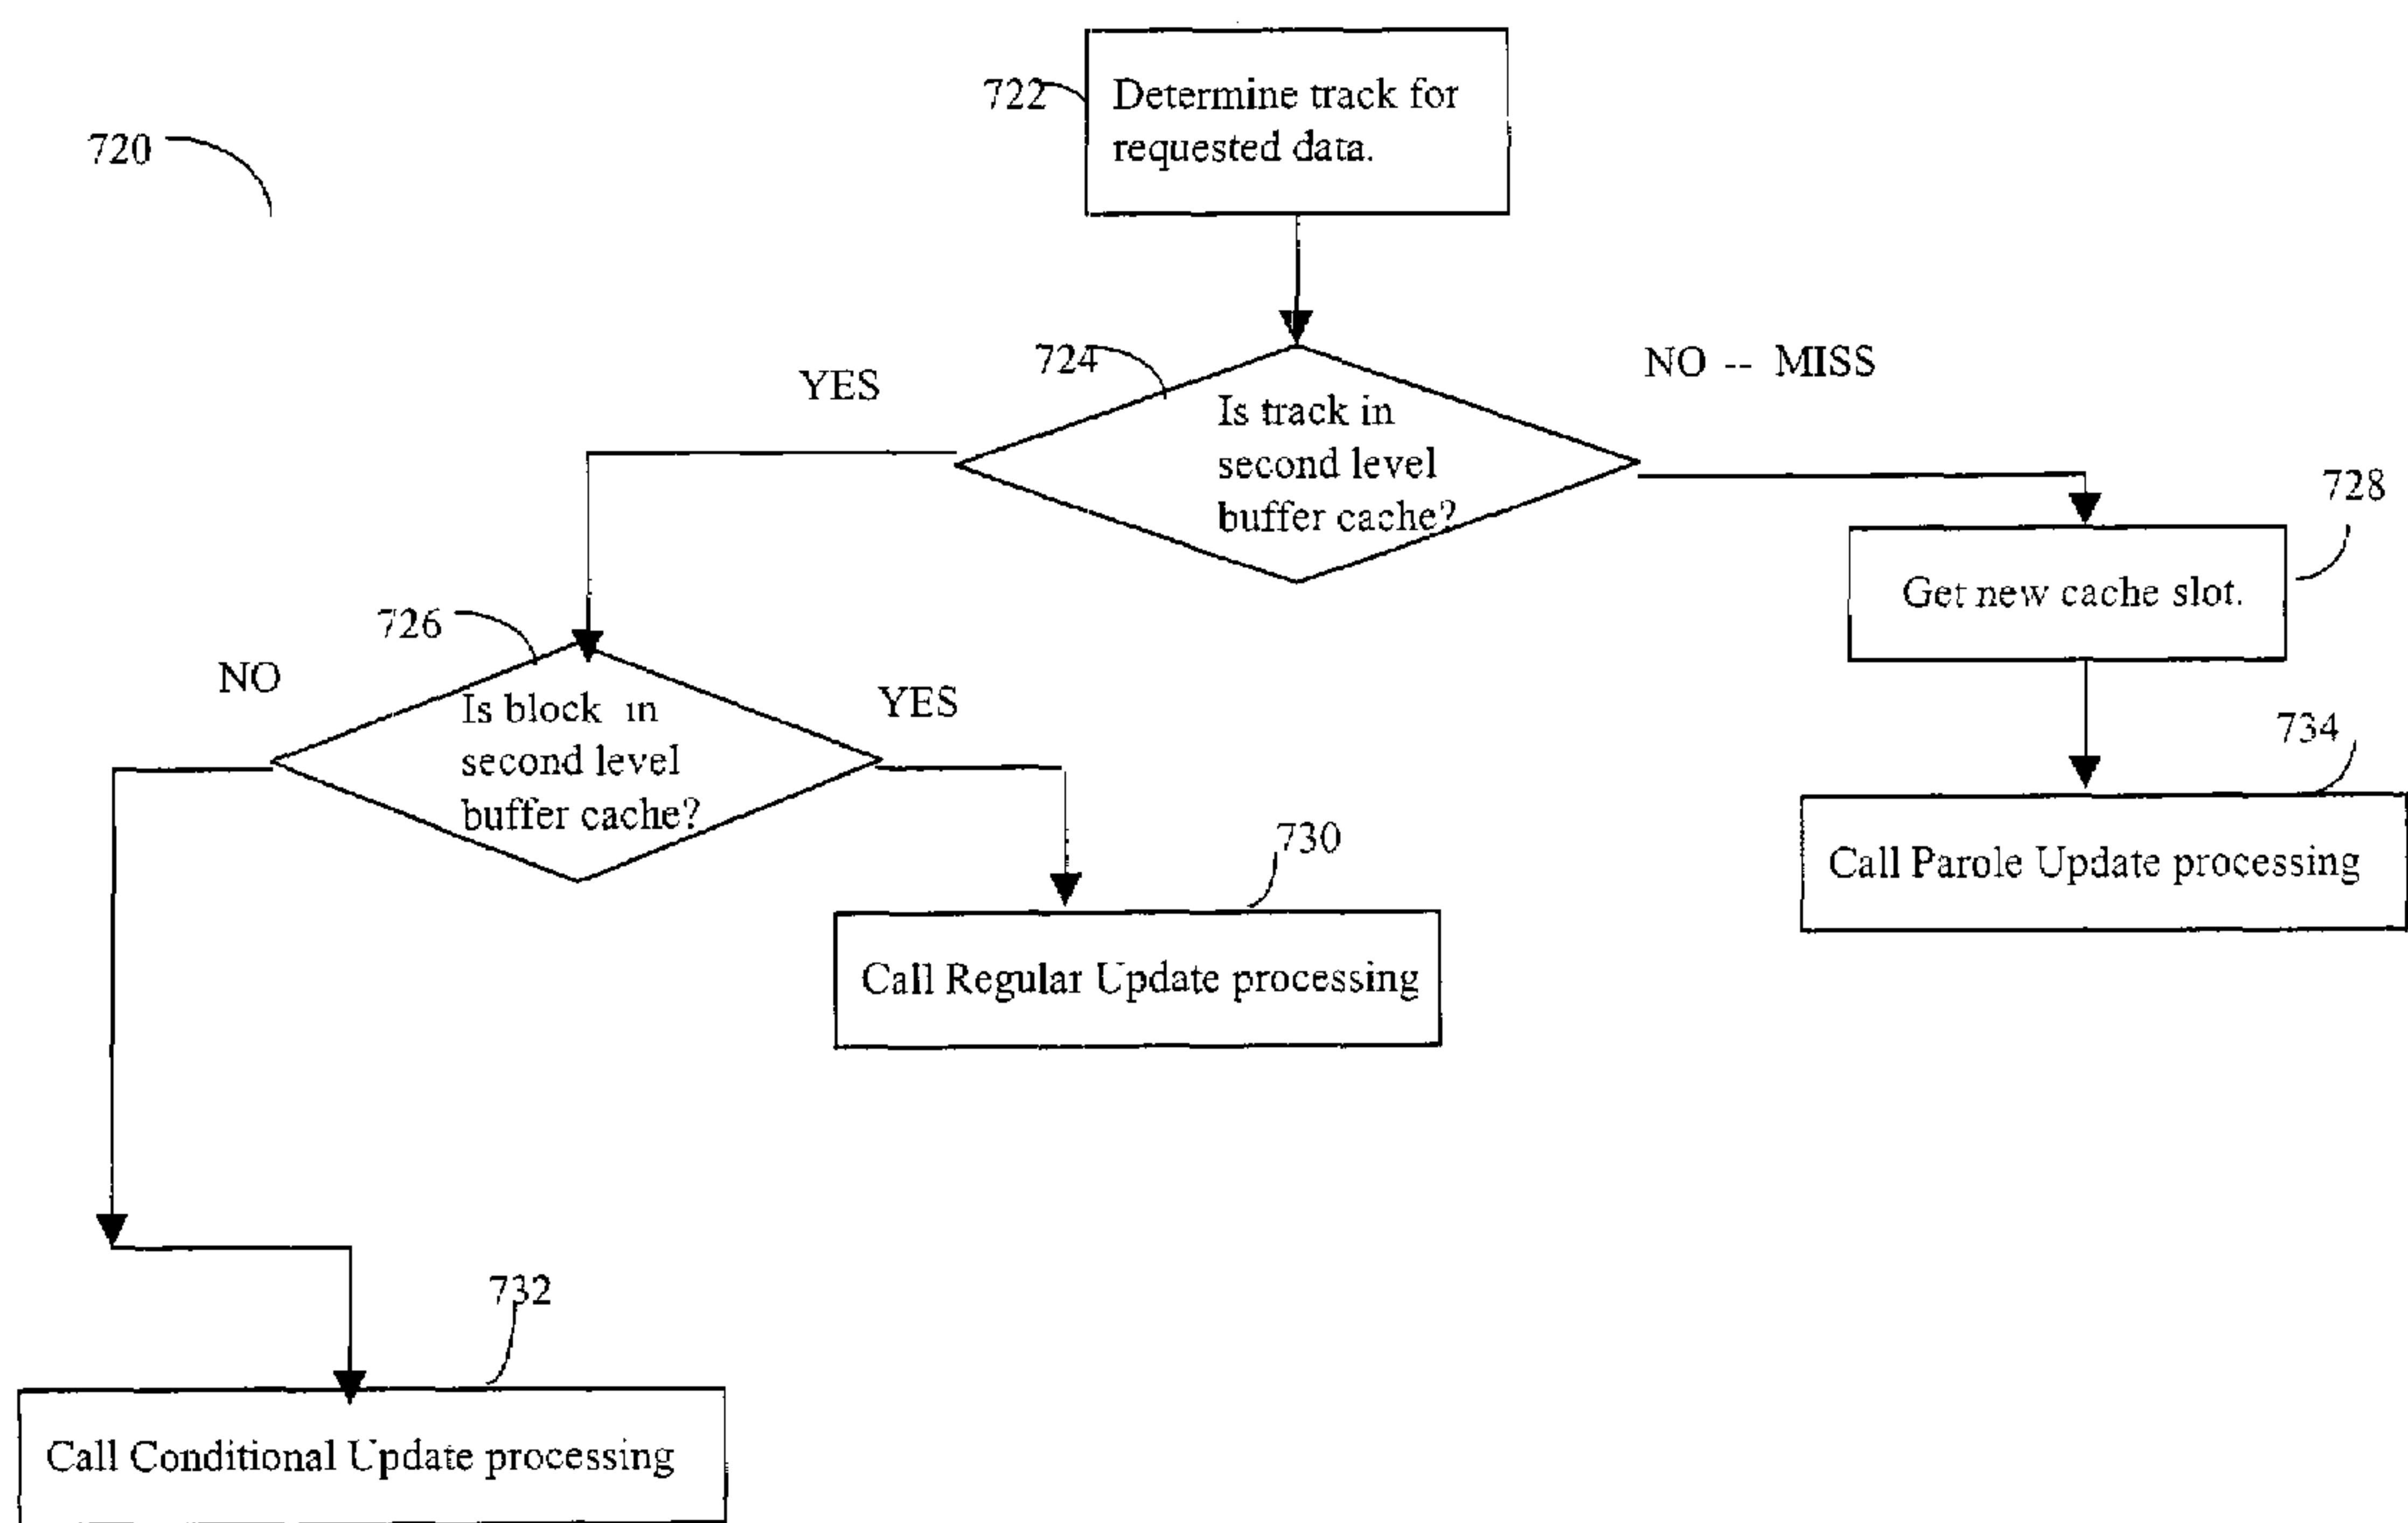 722
Determine track for
requested data.
720
724
YES
NO -- MISS
Is track in
second level
buffer cache?
728
Get new cache slot.
726
NO
YES
Is block in
second level
buffer cache?
734
Call Parole Update processing
730
Call Regular Update processing
732
Call Conditional Update processing